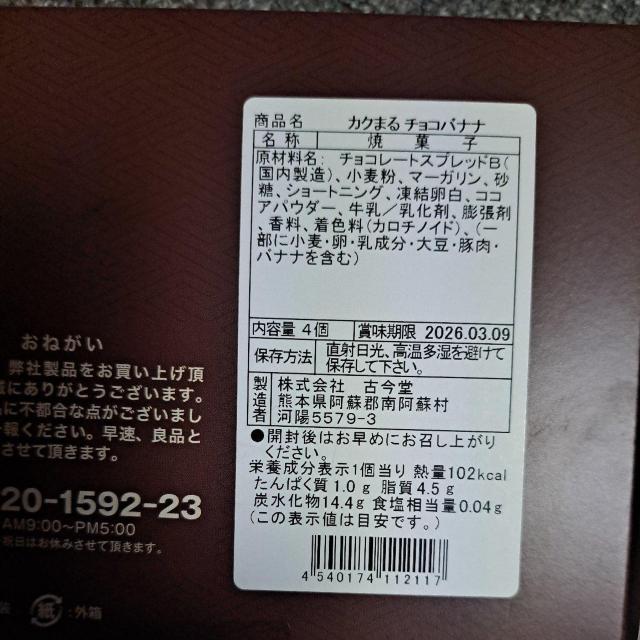 商品名 カクまる チョコバナナ
名称 焼菓子
原材料名: チョコレートスプレッドB(
国内製造)、小麦粉、マーガリン、砂
糖、ショートニング、凍結卵白、ココ
アパウダー、牛乳/乳化剤、膨張剤
、香料、着色料(カロチノイド)、(一
部に小麦・卵・乳成分・大豆・豚肉・
バナナを含む)
内容量 4個 賞味期限 2026.03.09
保存方法 直射日光、高温多湿を避けて
保存して下さい。
製造者 株式会社 古今堂
熊本県阿蘇郡南阿蘇村
河陽5579-3
●開封後はお早めにお召し上がり
ください。
栄養成分表示1個当り 熱量102kcal
たんぱく質1.0g 脂質4.5g
炭水化物14.4g 食塩相当量0.04g
(この表示値は目安です。)
4 540174 112117
おねがい
弊社製品をお買い上げ頂
にありがとうございます。
に不都合な点がございまし
報ください。早速、良品と
させて頂きます。
20-1592-23
AM9:00~PM5:00
祝日はお休みさせて頂きます。
装 紙 :外箱